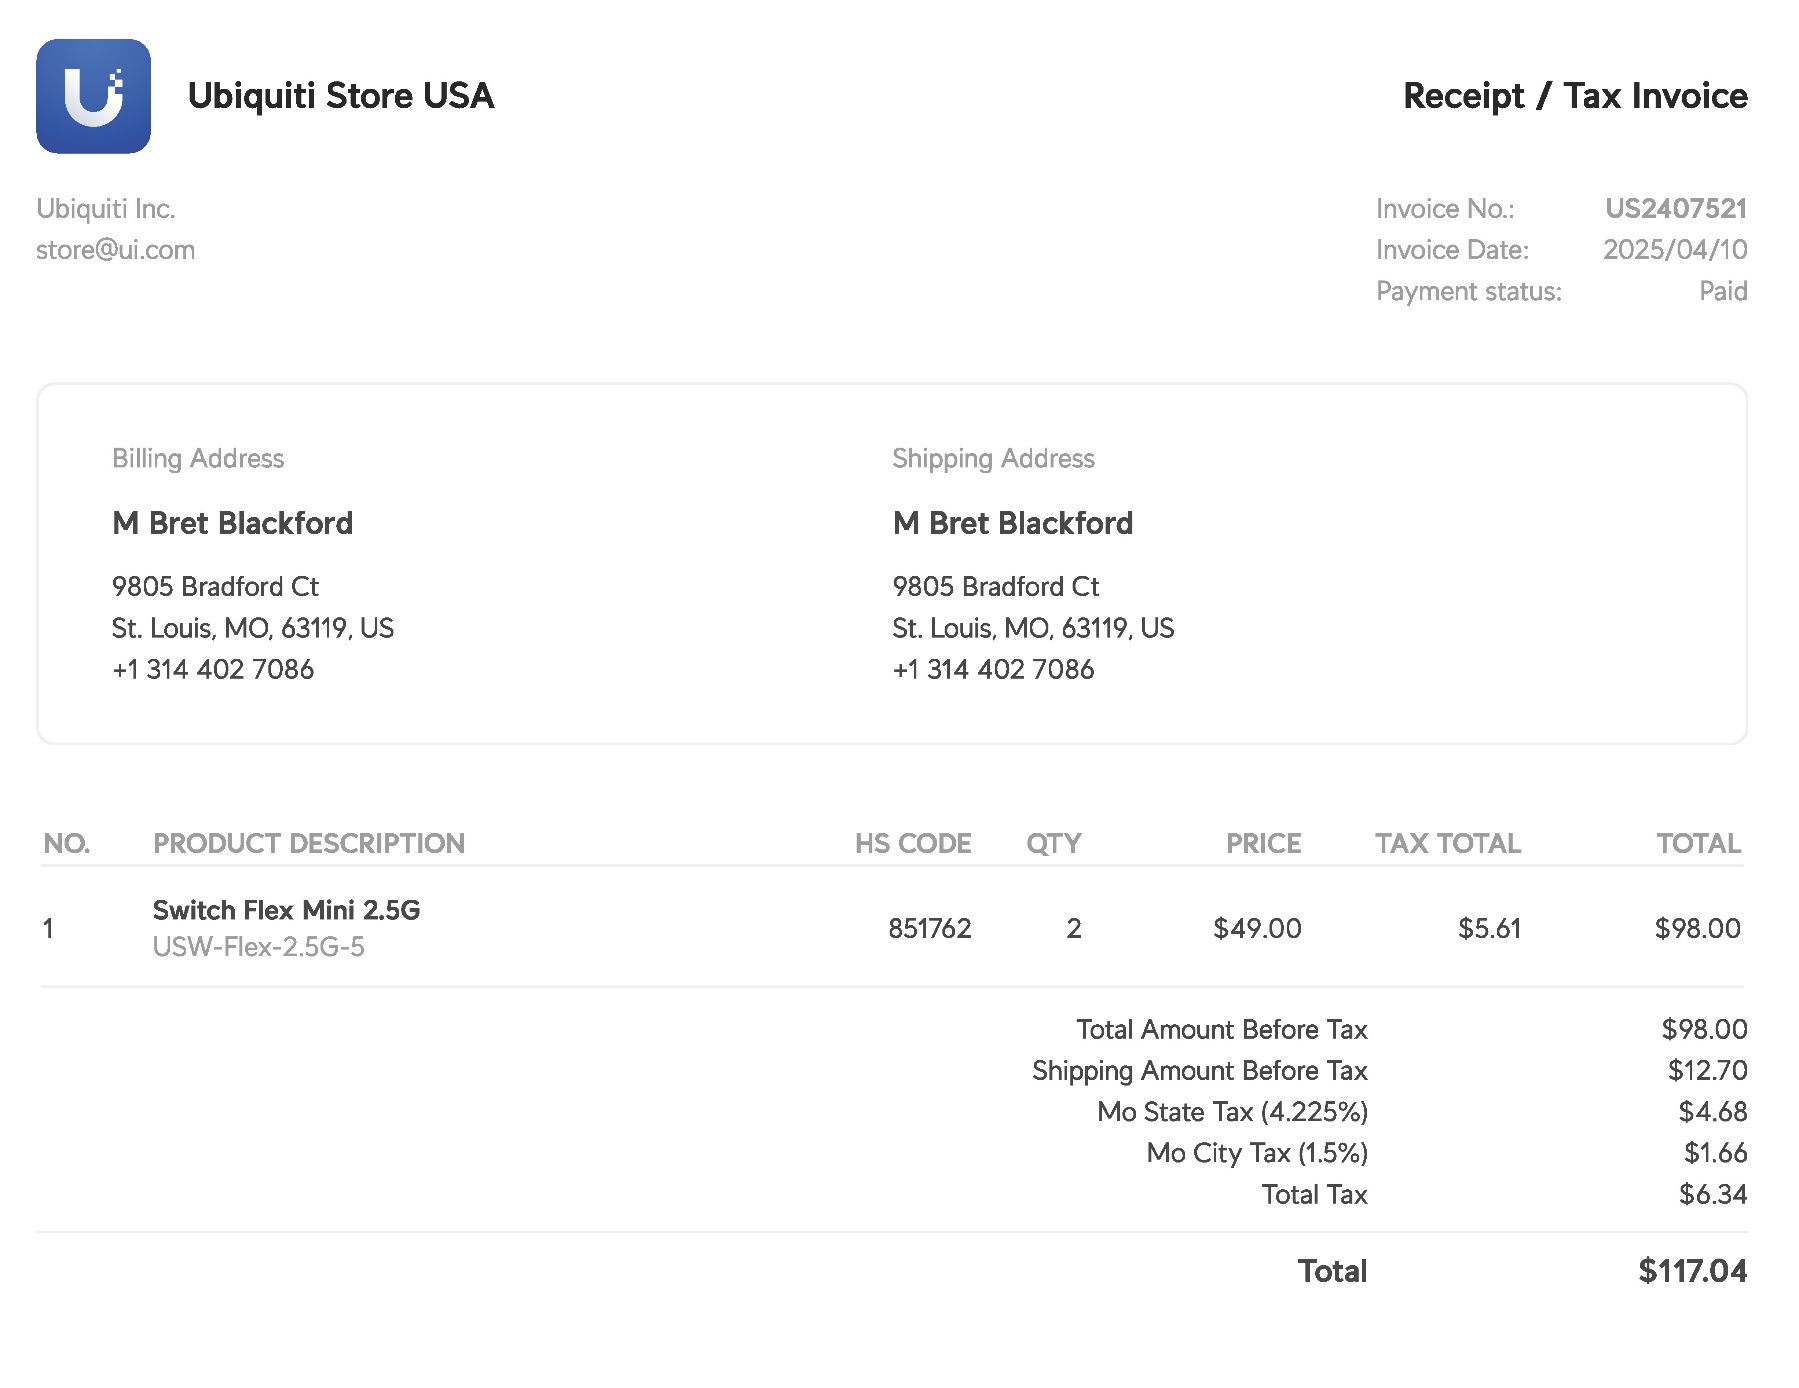 Ubiquiti Store USA
Receipt / Tax Invoice
Ubiquiti Inc.
store@ui.com
Invoice No.: US2407521
Invoice Date: 2025/04/10
Payment status: Paid
Billing Address
M Bret Blackford
9805 Bradford Ct
St. Louis, MO, 63119, US
+1 314 402 7086
Shipping Address
M Bret Blackford
9805 Bradford Ct
St. Louis, MO, 63119, US
+1 314 402 7086
NO. PRODUCT DESCRIPTION HS CODE QTY PRICE TAX TOTAL TOTAL
1 Switch Flex Mini 2.5G 851762 2 $49.00 $5.61 $98.00
USW-Flex-2.5G-5
Total Amount Before Tax $98.00
Shipping Amount Before Tax $12.70
Mo State Tax (4.225%) $4.68
Mo City Tax (1.5%) $1.66
Total Tax $6.34
Total $117.04